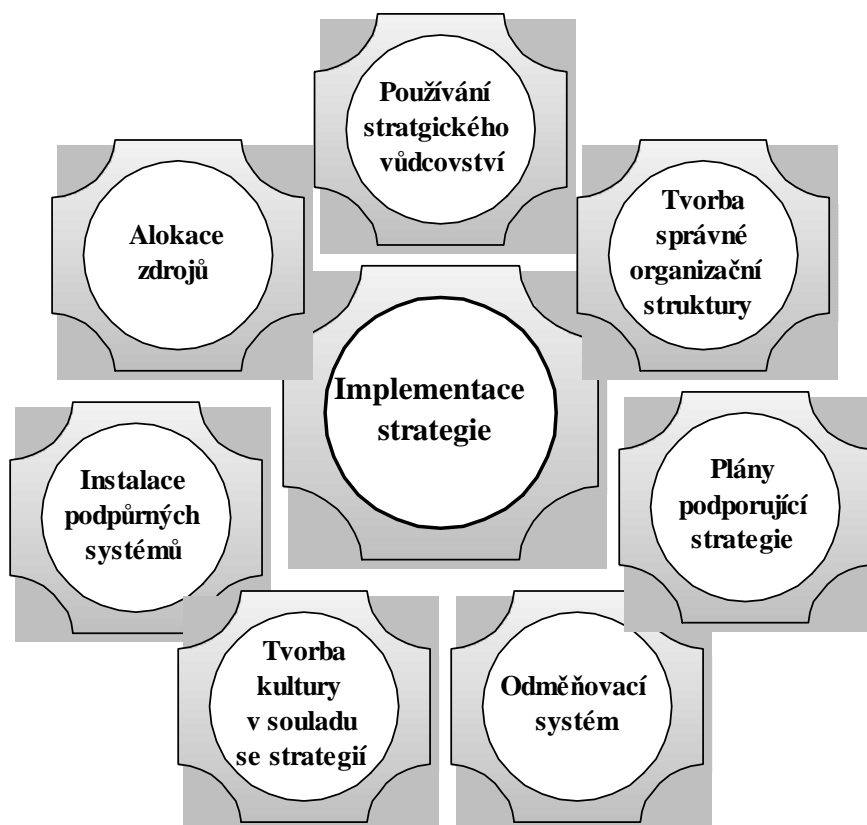 Používání
stratgického
vůdcovství
Alokace
zdrojů
Tvorba
správné
organizační
struktury
Implementace
strategie
Instalace
podpůrných
systémů
Plány
podporující
strategie
Tvorba
kultury
v souladu
se strategií
Odměňovací
systém